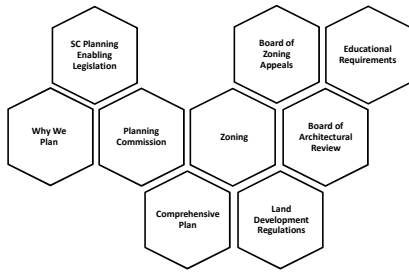 SC Planning
Enabling
Legislation
Board of
Zoning
Appeals
Educational
Requirements
Why We
Plan
Planning
Commission
Zoning
Board of
Architectural
Review
Comprehensive
Plan
Land
Development
Regulations